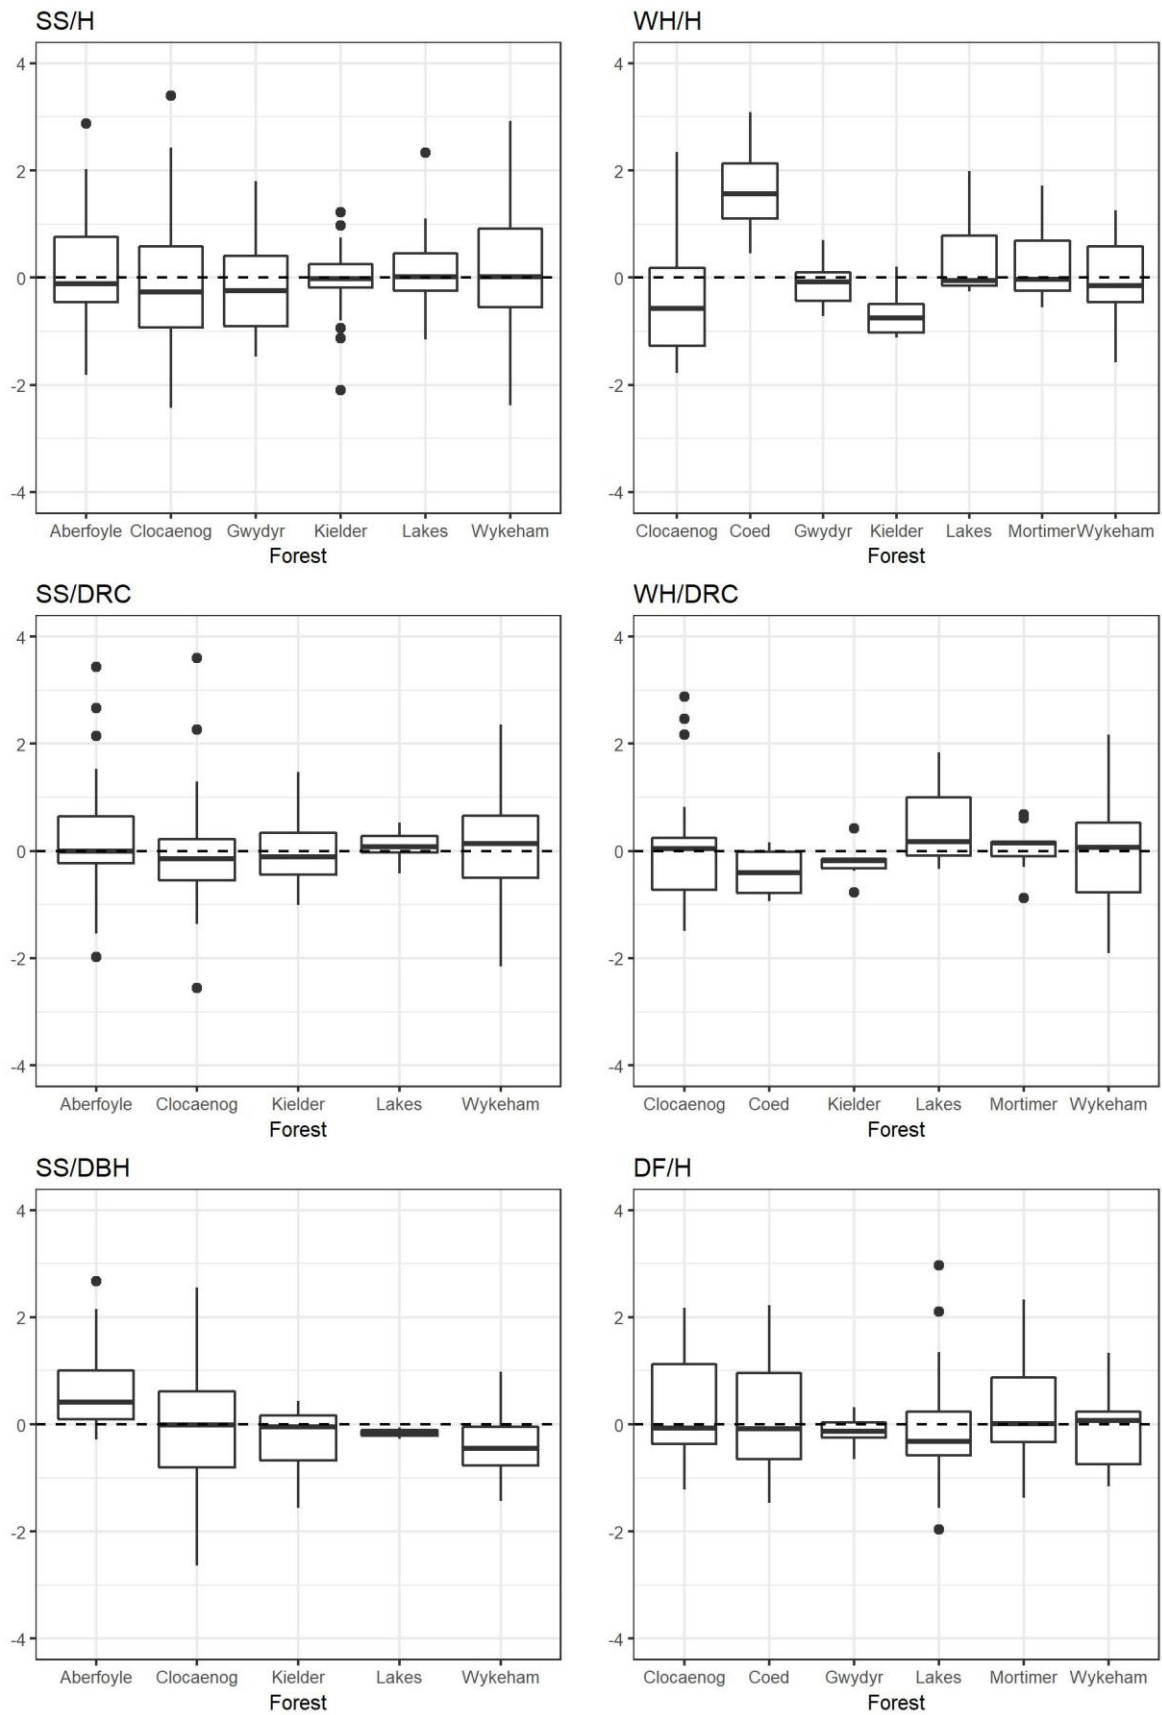 SS/H
4
2
0
-2
-4
Aberfoyle Clocaenog Gwydyr Kielder Lakes Wykeham
Forest
WH/H
4
2
0
-2
-4
Clocaenog Coed Gwydyr Kielder Lakes Mortimer Wykeham
Forest
SS/DRC
4
2
0
-2
-4
Aberfoyle Clocaenog Kielder Lakes Wykeham
Forest
WH/DRC
4
2
0
-2
-4
Clocaenog Coed Kielder Lakes Mortimer Wykeham
Forest
SS/DBH
4
2
0
-2
-4
Aberfoyle Clocaenog Kielder Lakes Wykeham
Forest
DF/H
4
2
0
-2
-4
Clocaenog Coed Gwydyr Lakes Mortimer Wykeham
Forest